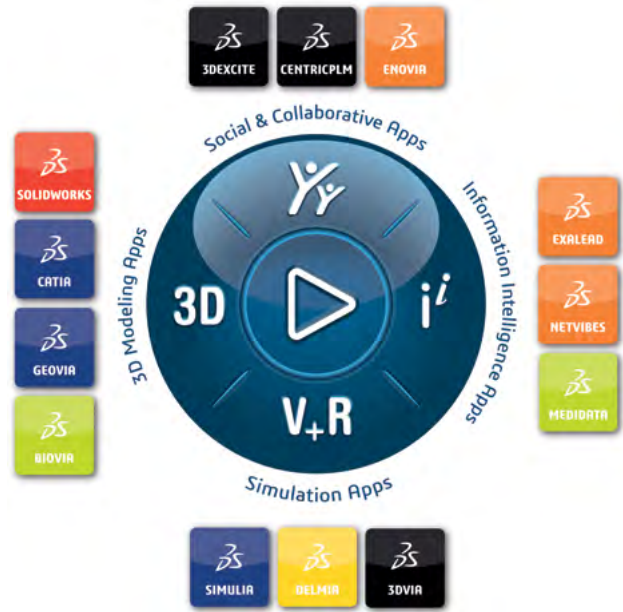 3DEXCITE
CENTRICPLM
ENOVIA
Social & Collaborative Apps
SOLIDWORKS
CATIA
GEOVIA
BIOVIA
3D Modeling Apps
3D
i i
V+R
Information Intelligence Apps
EXALEAD
NETVIBES
MEDIDATA
Simulation Apps
SIMULIA
DELMIA
3DVIA